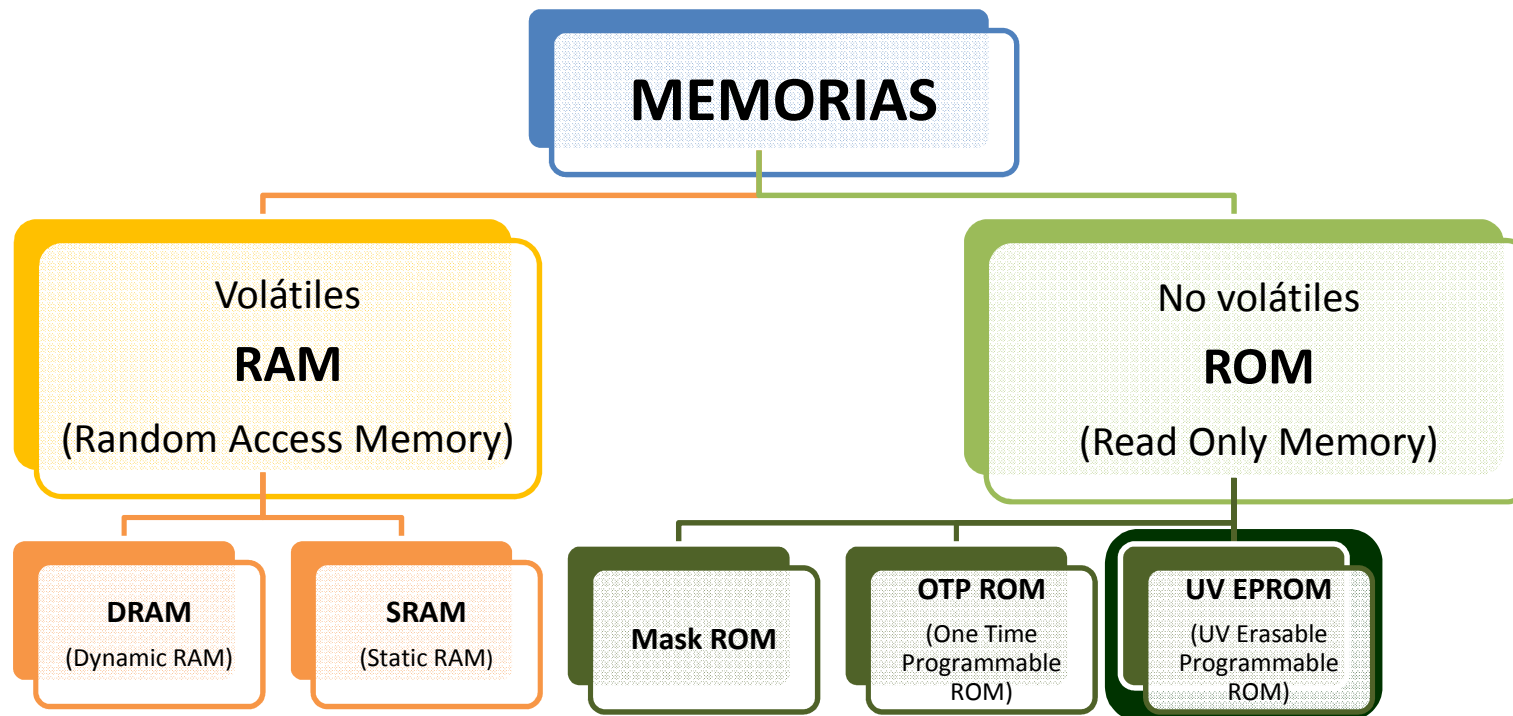 MEMORIAS
Volátiles
RAM
(Random Access Memory)
No volátiles
ROM
(Read Only Memory)
DRAM
(Dynamic RAM)
SRAM
(Static RAM)
Mask ROM
OTP ROM
(One Time
Programmable
ROM)
UV EPROM
(UV Erasable
Programmable
ROM)